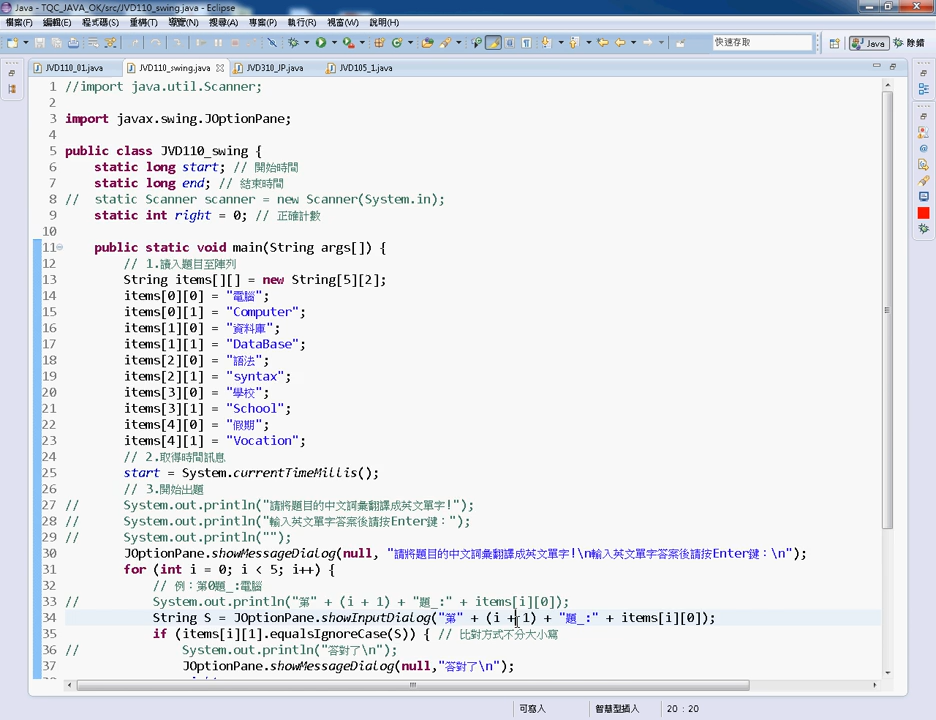 Java - TQC_JAVA_OK/src/JVD110_swing.java - Eclipse
檔案(F) 編輯(E) 程式碼(S) 重構(T) 導覽(N) 搜尋(A) 專案(P) 執行(R) 視窗(W) 說明(H)
快速存取 Java 除錯
JVD110_01.java JVD110_swing.java JVD310_JP.java JVD105_1.java
1 //import java.util.Scanner;
2
3 import javax.swing.JOptionPane;
4
5 public class JVD110_swing {
6 static long start; // 開始時間
7 static long end; // 結束時間
8 // static Scanner scanner = new Scanner(System.in);
9 static int right = 0; // 正確計數
10
11 public static void main(String args[]) {
12 // 1.讀入題目至陣列
13 String items[][] = new String[5][2];
14 items[0][0] = "電腦";
15 items[0][1] = "Computer";
16 items[1][0] = "資料庫";
17 items[1][1] = "DataBase";
18 items[2][0] = "語法";
19 items[2][1] = "syntax";
20 items[3][0] = "學校";
21 items[3][1] = "School";
22 items[4][0] = "假期";
23 items[4][1] = "Vocation";
24 // 2.取得時間訊息
25 start = System.currentTimeMillis();
26 // 3.開始出題
27 // System.out.println("請將題目的中文詞彙翻譯成英文單字!");
28 // System.out.println("輸入英文單字答案後請按Enter鍵：");
29 // System.out.println("");
30 JOptionPane.showMessageDialog(null, "請將題目的中文詞彙翻譯成英文單字!\n輸入英文單字答案後請按Enter鍵：\n");
31 for (int i = 0; i < 5; i++) {
32 // 例：第0題_:電腦
33 // System.out.println("第" + (i + 1) + "題_:" + items[i][0]);
34 String S = JOptionPane.showInputDialog("第" + (i + 1) + "題_:" + items[i][0]);
35 if (items[i][1].equalsIgnoreCase(S)) { // 比對方式不分大小寫
36 // System.out.println("答對了\n");
37 JOptionPane.showMessageDialog(null,"答對了\n");
可寫入 智慧型插入 20 : 20